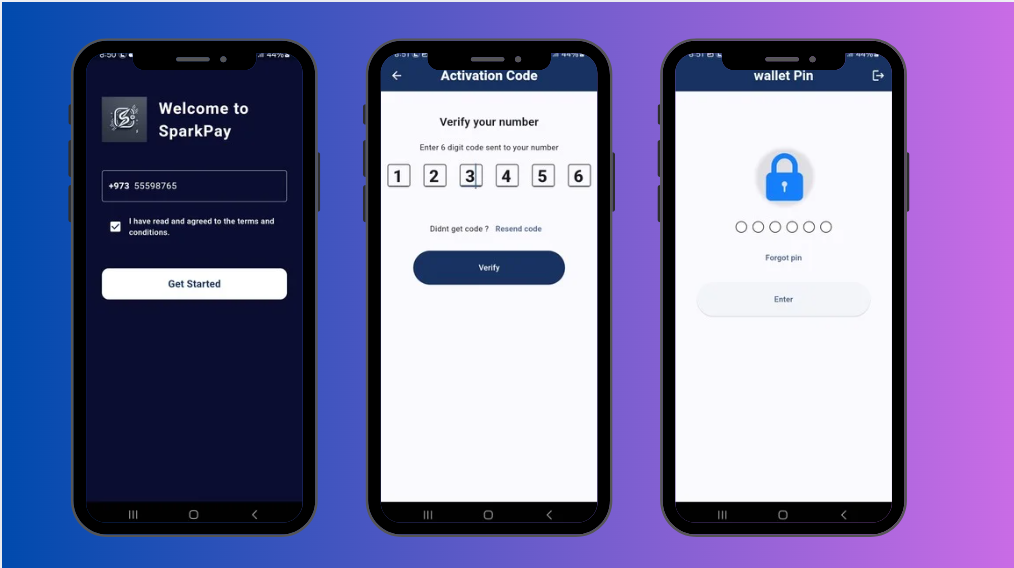 8:50
44%
Welcome to
SparkPay
+973 55598765
I have read and agreed to the terms and
conditions.
Get Started
8:51
44%
Activation Code
Verify your number
Enter 6 digit code sent to your number
1 2 3 4 5 6
Didnt get code ? Resend code
Verify
8:51
44%
wallet Pin
Forgot pin
Enter